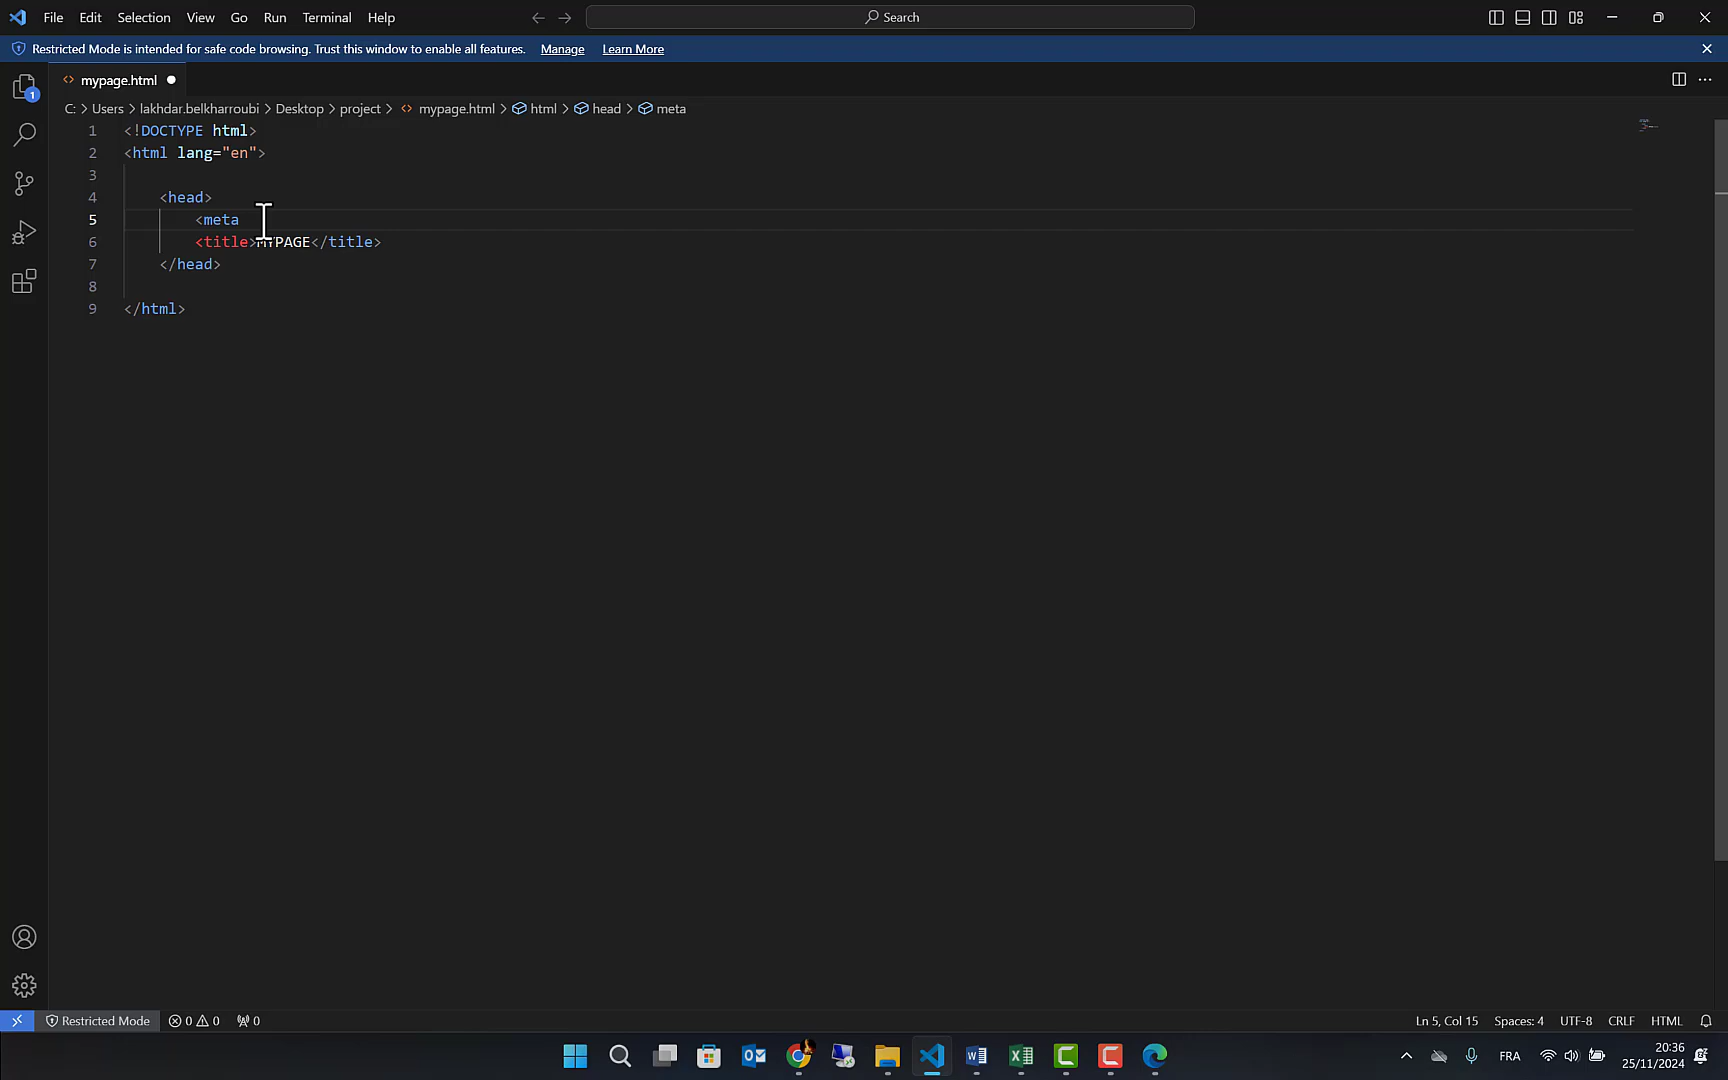 File Edit Selection View Go Run Terminal Help Search
Restricted Mode is intended for safe code browsing. Trust this window to enable all features. Manage Learn More
1 <> mypage.html
C: > Users > lakhdar.belkharroubi > Desktop > project > <> mypage.html > html > head > meta
1 <!DOCTYPE html>
2 <html lang="en">
3
4 <head>
5 <meta
6 <title>MYPAGE</title>
7 </head>
8
9 </html>
Restricted Mode 0 0 0 Ln 5, Col 15 Spaces: 4 UTF-8 CRLF HTML
FRA 20:36
25/11/2024